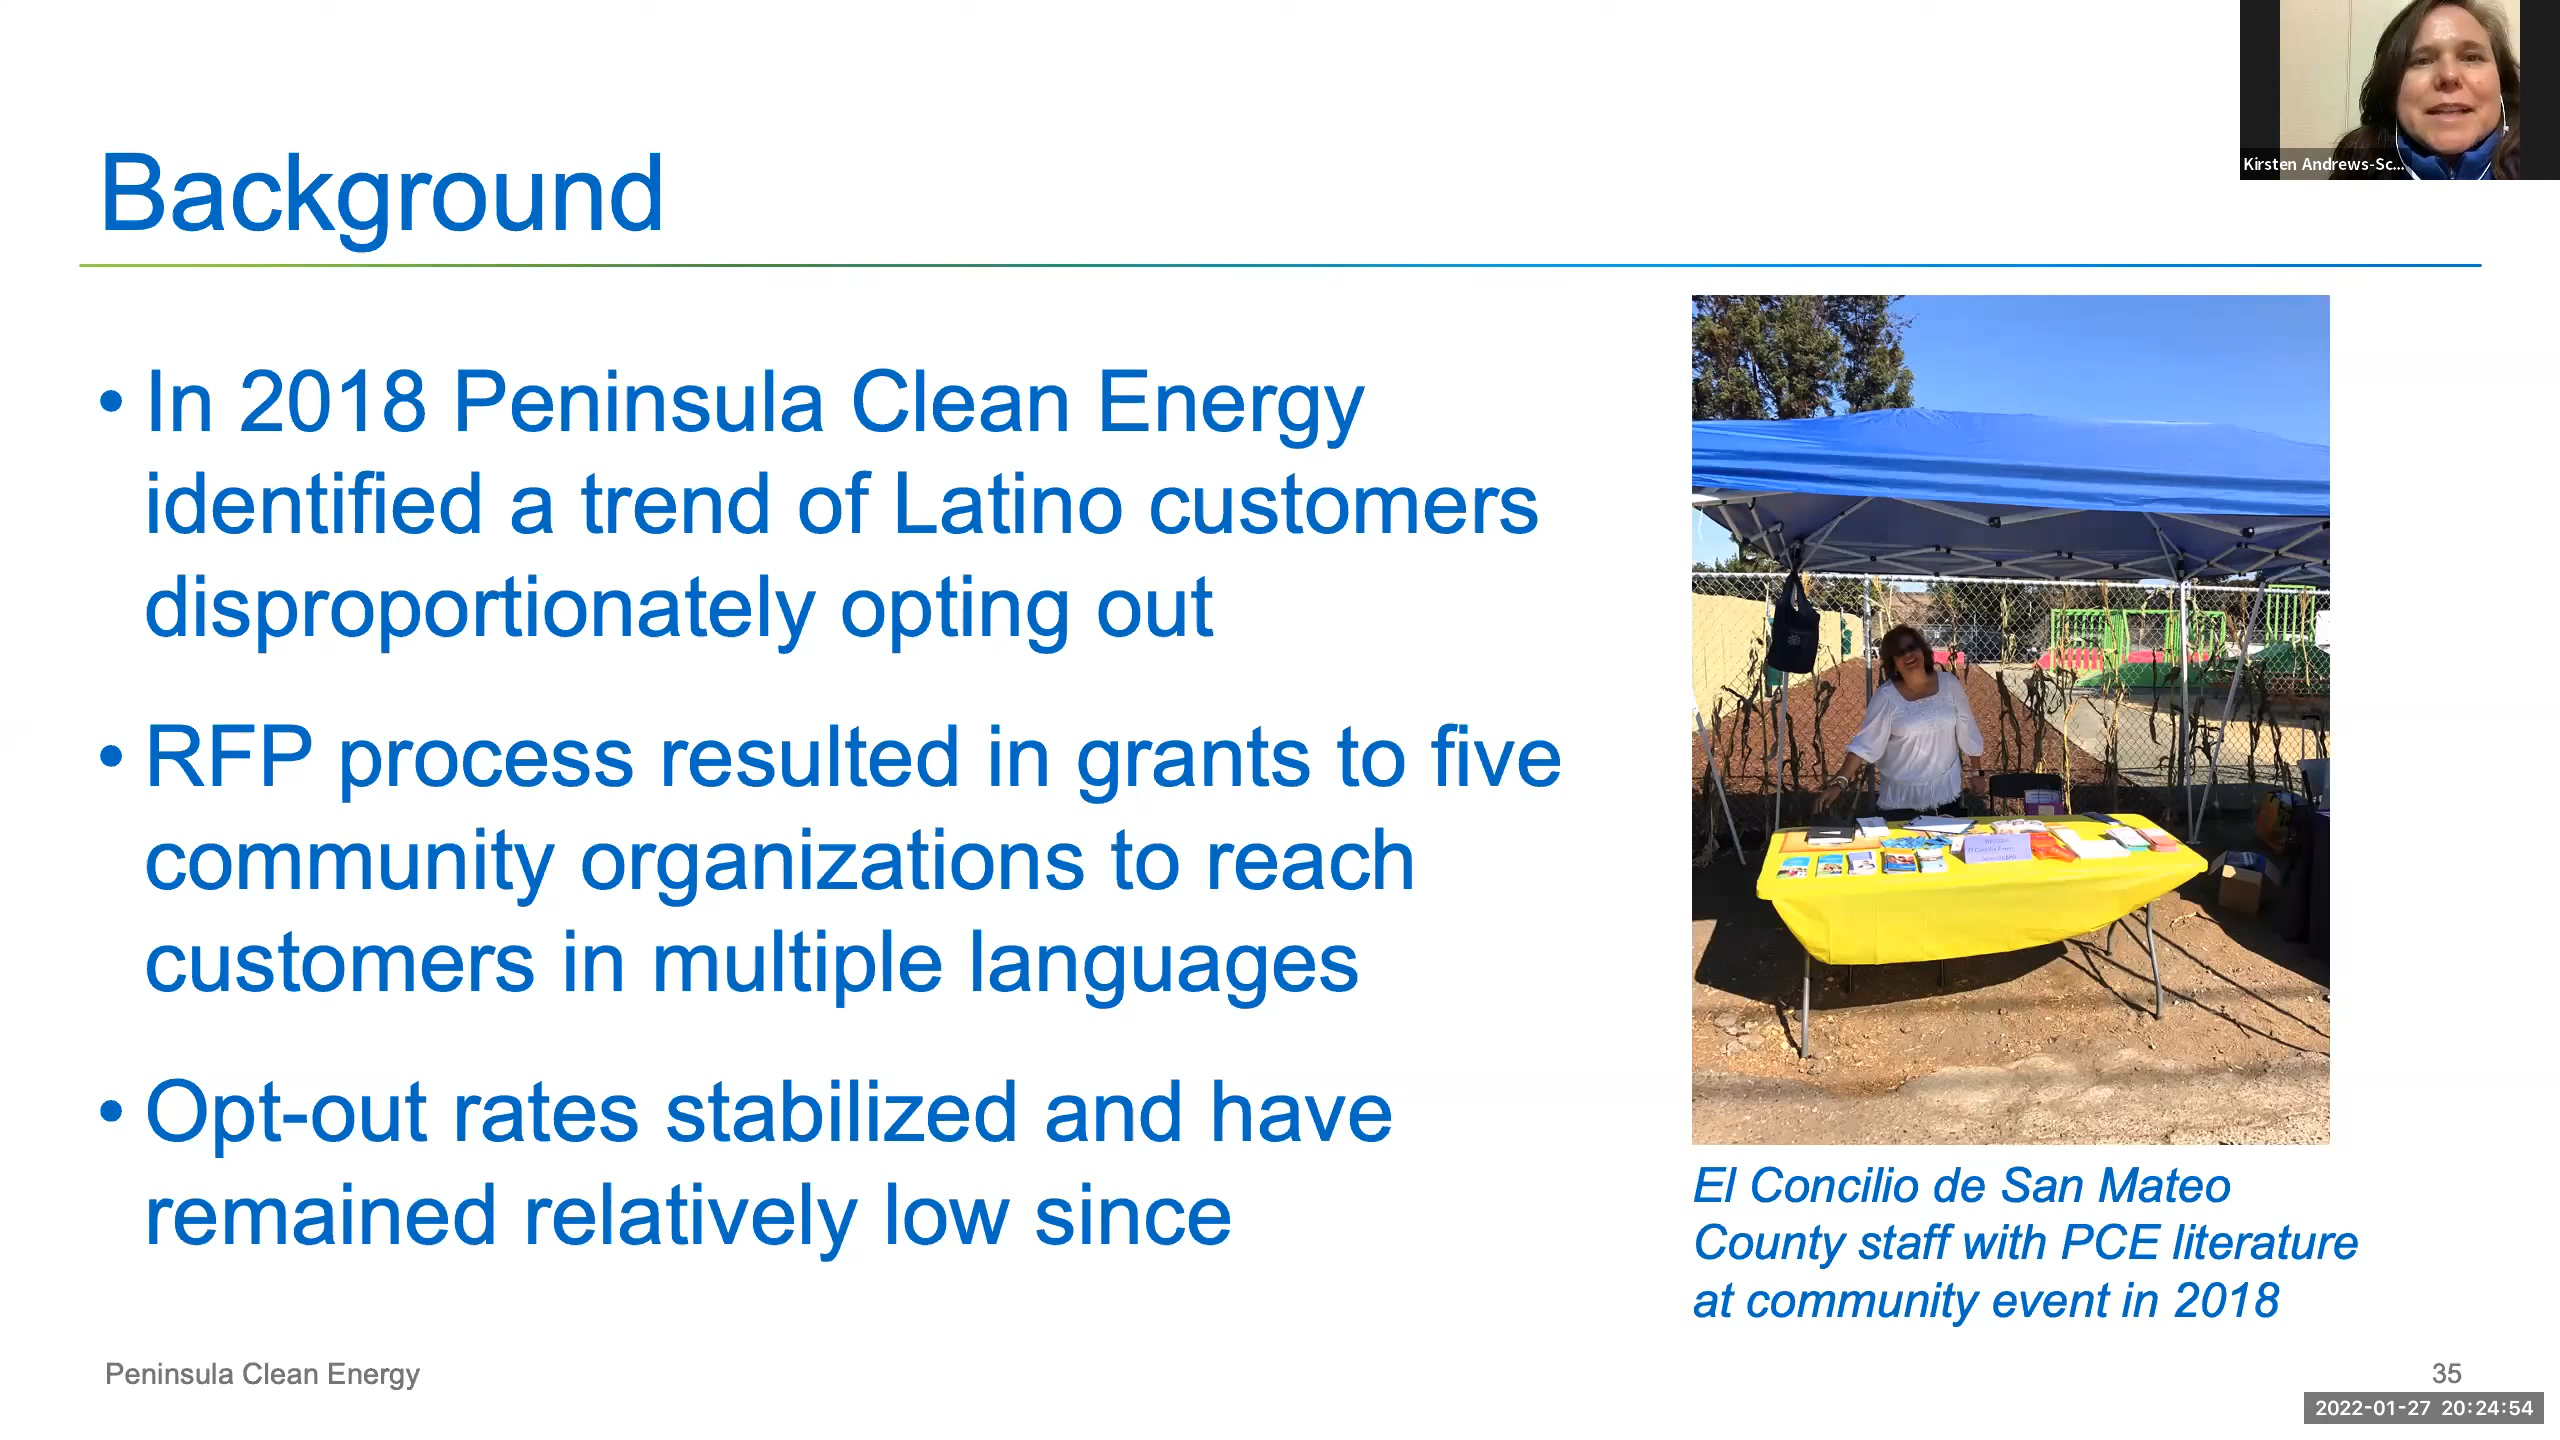 Kirsten Andrews-Sc...
Background
• In 2018 Peninsula Clean Energy
identified a trend of Latino customers
disproportionately opting out
• RFP process resulted in grants to five
community organizations to reach
customers in multiple languages
• Opt-out rates stabilized and have
remained relatively low since
El Concilio de San Mateo
County staff with PCE literature
at community event in 2018
Peninsula Clean Energy
35
2022-01-27 20:24:54